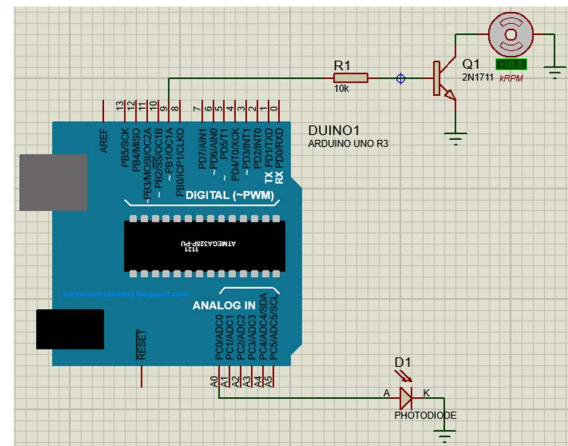 R1
10k
Q1
2N1711
kRPM
DUINO1
ARDUINO UNO R3
AREF
13
12
11
10
9
8
7
6
5
4
3
2
1
0
PB5/SCK
PB4/MISO
~PB3/MOSI/OC2A
~PB2/SS/OC1B
~PB1/OC1A
PB0/ICP1/CLKO
PD7/AIN1
~PD6/AIN0
~PD5/T1
PD4/T0/XCK
~PD3/INT1
PD2/INT0
TX PD1/TXD
RX PD0/RXD
DIGITAL (~PWM)
1121
ATMEGA328P-PU
ANALOG IN
RESET
PC0/ADC0
PC1/ADC1
PC2/ADC2
PC3/ADC3
PC4/ADC4/SDA
PC5/ADC5/SCL
A0
A1
A2
A3
A4
A5
D1
A
K
PHOTODIODE